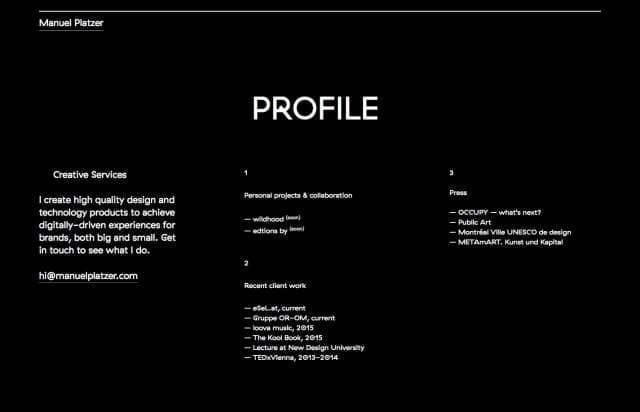 Manuel Platzer
PROFILE
Creative Services
I create high quality design and
technology products to achieve
digitally–driven experiences for
brands, both big and small. Get
in touch to see what I do.
hi@manuelplatzer.com
1
Personal projects & collaboration
— wildhood (soon)
— edtions by (soon)
2
Recent client work
— eSeL.at, current
— Gruppe OR–OM, current
— loova music, 2015
— The Kool Book, 2015
— Lecture at New Design University
— TEDxVienna, 2013–2014
3
Press
— OCCUPY — what's next?
— Public Art
— Montréal Ville UNESCO de design
— METAmART. Kunst und Kapital